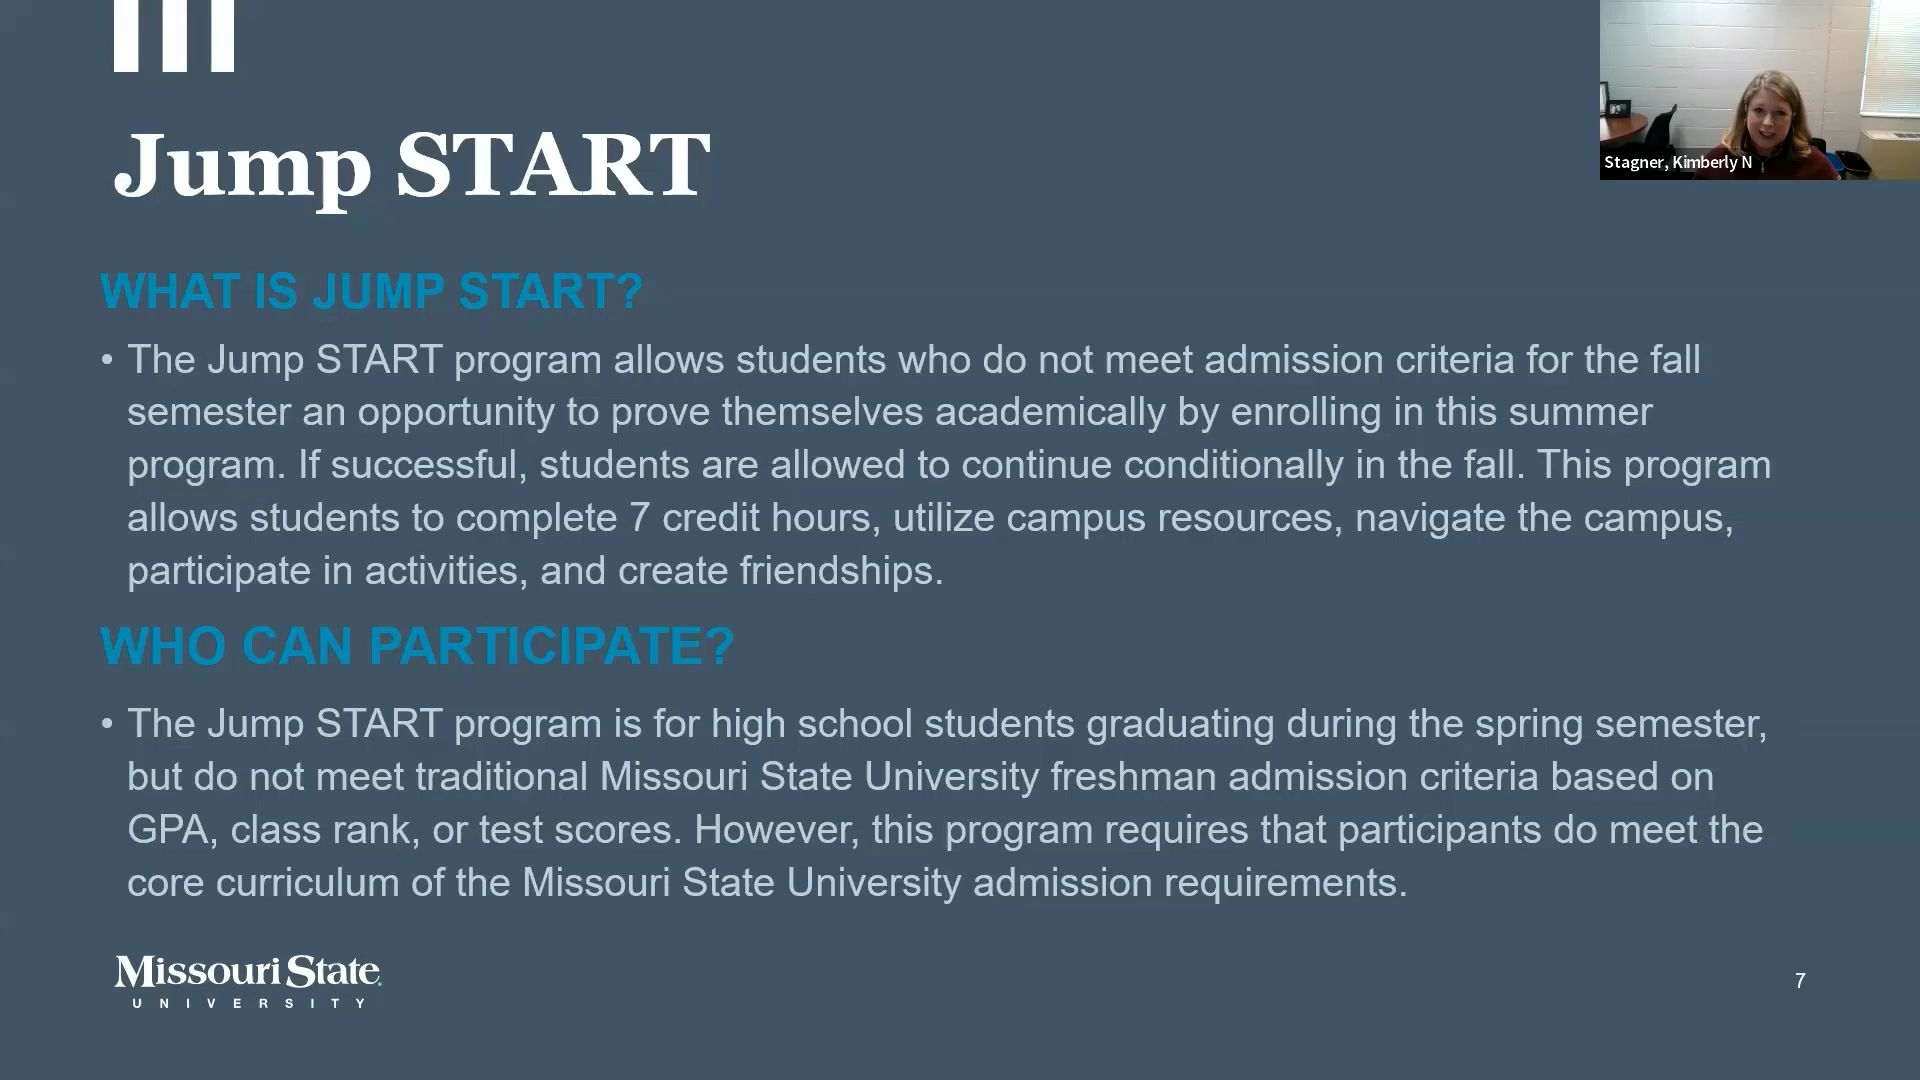 Jump START
Stagner, Kimberly N
WHAT IS JUMP START?
• The Jump START program allows students who do not meet admission criteria for the fall
semester an opportunity to prove themselves academically by enrolling in this summer
program. If successful, students are allowed to continue conditionally in the fall. This program
allows students to complete 7 credit hours, utilize campus resources, navigate the campus,
participate in activities, and create friendships.
WHO CAN PARTICIPATE?
• The Jump START program is for high school students graduating during the spring semester,
but do not meet traditional Missouri State University freshman admission criteria based on
GPA, class rank, or test scores. However, this program requires that participants do meet the
core curriculum of the Missouri State University admission requirements.
Missouri State
UNIVERSITY
7